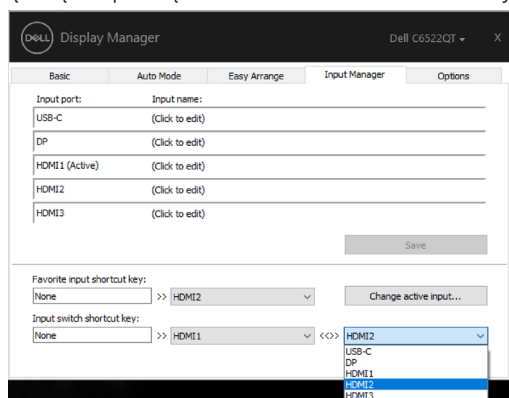 DELL Display Manager Dell C6522QT X
Basic Auto Mode Easy Arrange Input Manager Options
Input port: Input name:
USB-C (Click to edit)
DP (Click to edit)
HDMI1 (Active) (Click to edit)
HDMI2 (Click to edit)
HDMI3 (Click to edit)
Save
Favorite input shortcut key:
None >> HDMI2 Change active input...
Input switch shortcut key:
None >> HDMI1 <<>> HDMI2
USB-C
DP
HDMI1
HDMI2
HDMI3